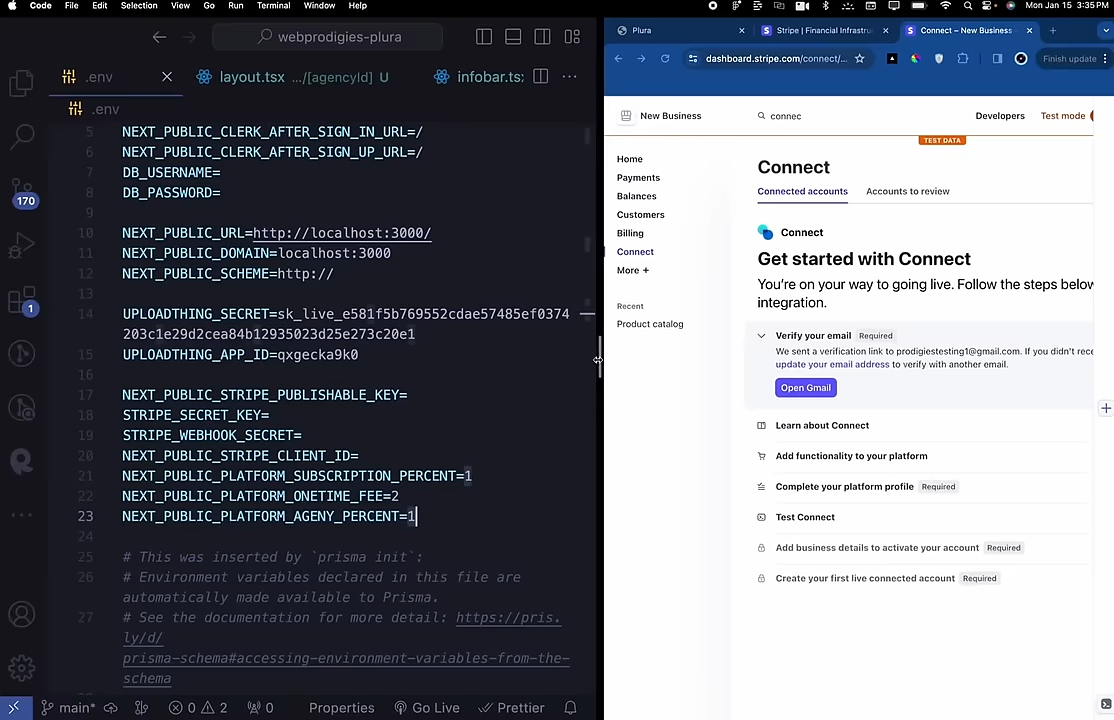 Code File Edit Selection View Go Run Terminal Window Help
Mon Jan 15 3:35 PM
webprodigies-plura
.env
layout.tsx .../[agencyId] U
infobar.ts:
.env
5 NEXT_PUBLIC_CLERK_AFTER_SIGN_IN_URL=/
6 NEXT_PUBLIC_CLERK_AFTER_SIGN_UP_URL=/
7 DB_USERNAME=
8 DB_PASSWORD=
9
10 NEXT_PUBLIC_URL=http://localhost:3000/
11 NEXT_PUBLIC_DOMAIN=localhost:3000
12 NEXT_PUBLIC_SCHEME=http://
13
14 UPLOADTHING_SECRET=sk_live_e581f5b769552cdae57485ef0374
203c1e29d2cea84b12935023d25e273c20e1
15 UPLOADTHING_APP_ID=qxgecka9k0
16
17 NEXT_PUBLIC_STRIPE_PUBLISHABLE_KEY=
18 STRIPE_SECRET_KEY=
19 STRIPE_WEBHOOK_SECRET=
20 NEXT_PUBLIC_STRIPE_CLIENT_ID=
21 NEXT_PUBLIC_PLATFORM_SUBSCRIPTION_PERCENT=1
22 NEXT_PUBLIC_PLATFORM_ONETIME_FEE=2
23 NEXT_PUBLIC_PLATFORM_AGENY_PERCENT=1
24
25 # This was inserted by `prisma init`:
26 # Environment variables declared in this file are
automatically made available to Prisma.
27 # See the documentation for more detail: https://pris.
ly/d/
prisma-schema#accessing-environment-variables-from-the-
schema
170
1
main* 0 2 0 Properties Go Live Prettier
Plura
Stripe | Financial Infrastru
Connect – New Business
dashboard.stripe.com/connect/...
Finish update
New Business
connec
Developers
Test mode
TEST DATA
Home
Payments
Balances
Customers
Billing
Connect
More +
Recent
Product catalog
Connect
Connected accounts Accounts to review
Connect
Get started with Connect
You're on your way to going live. Follow the steps below
integration.
Verify your email Required
We sent a verification link to prodigiestesting1@gmail.com. If you didn't rece
update your email address to verify with another email.
Open Gmail
Learn about Connect
Add functionality to your platform
Complete your platform profile Required
Test Connect
Add business details to activate your account Required
Create your first live connected account Required